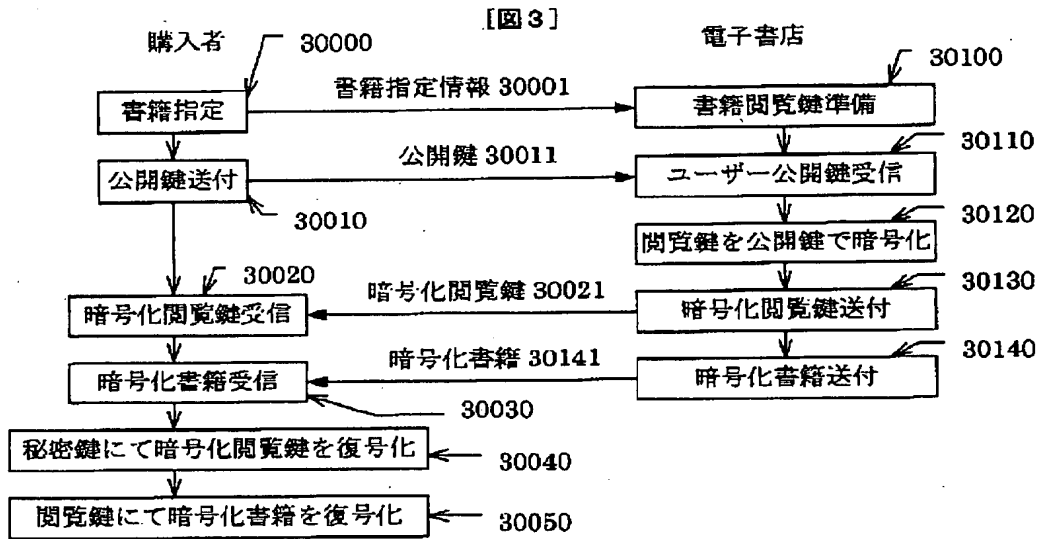 [図3]
購入者
30000
電子書店
30100
書籍指定
書籍指定情報 30001
書籍閲覧鍵準備
30110
公開鍵送付
公開鍵 30011
ユーザー公開鍵受信
30010
30120
閲覧鍵を公開鍵で暗号化
30020
30130
暗号化閲覧鍵受信
暗号化閲覧鍵 30021
暗号化閲覧鍵送付
30140
暗号化書籍受信
暗号化書籍 30141
暗号化書籍送付
30030
秘密鍵にて暗号化閲覧鍵を復号化
30040
閲覧鍵にて暗号化書籍を復号化
30050